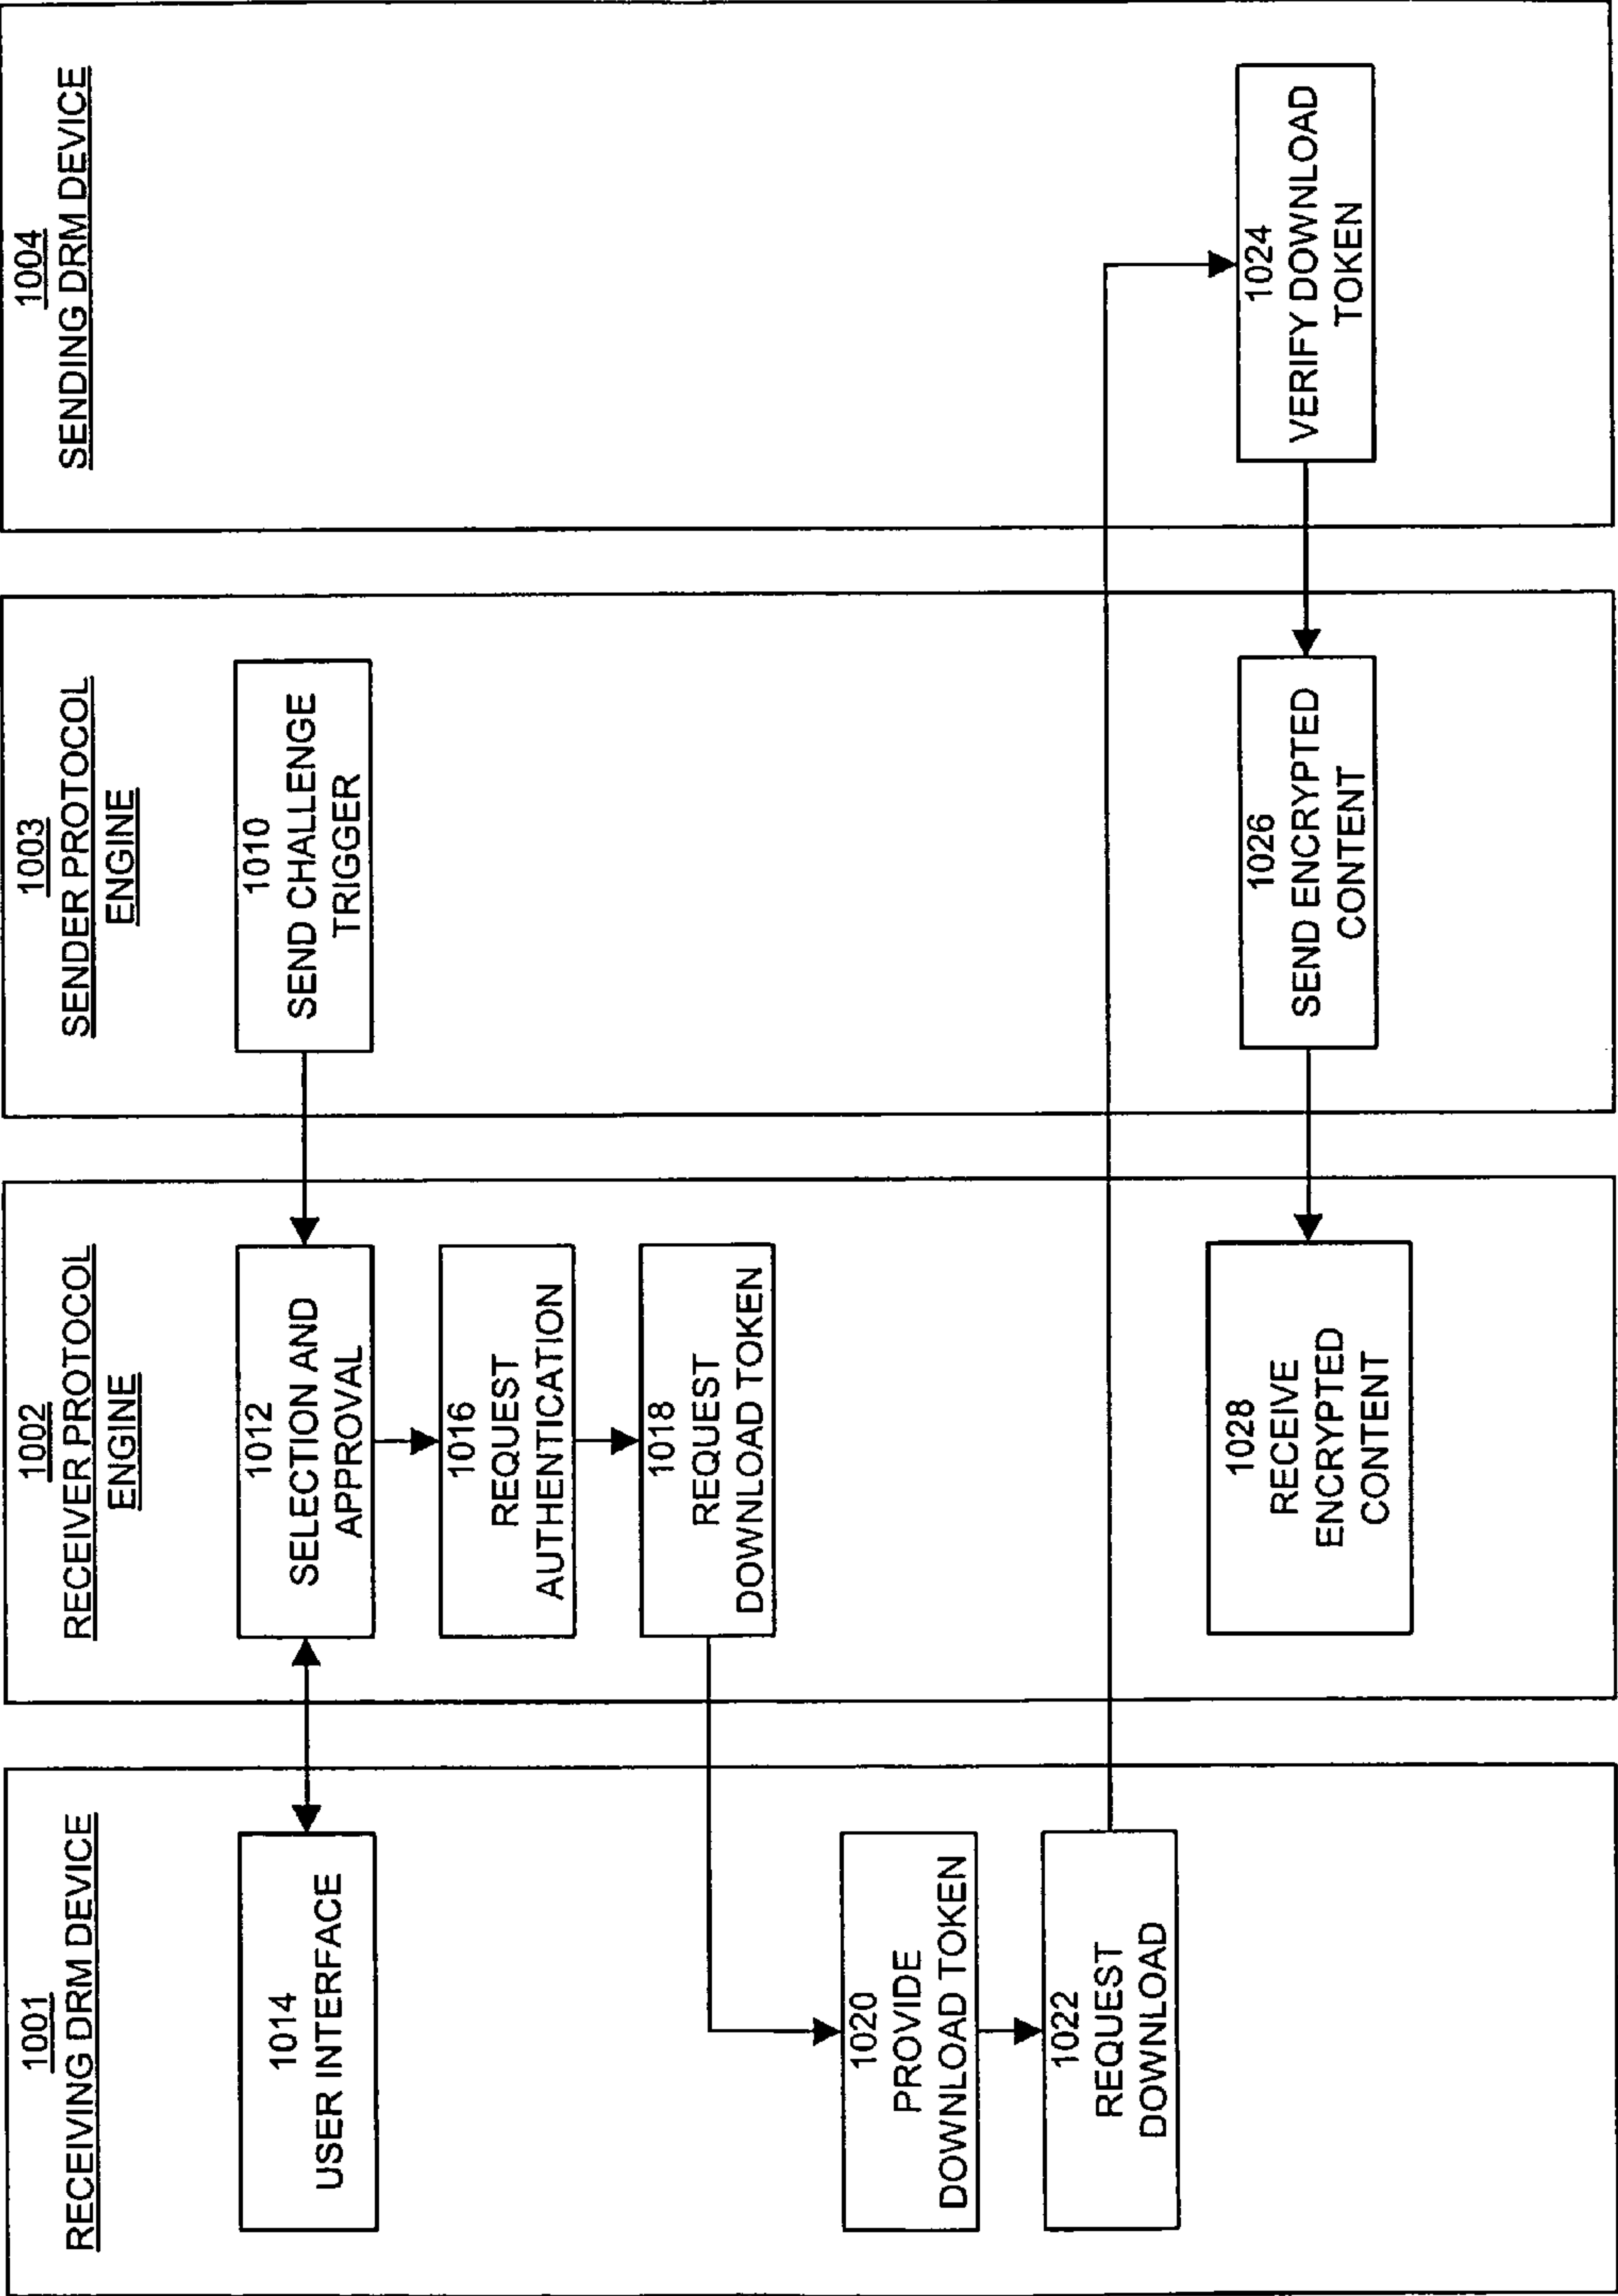 1001
RECEIVING DRM DEVICE
1014
USER INTERFACE
1020
PROVIDE
DOWNLOAD TOKEN
1022
REQUEST
DOWNLOAD
1002
RECEIVER PROTOCOL
ENGINE
1012
SELECTION AND
APPROVAL
1016
REQUEST
AUTHENTICATION
1018
REQUEST
DOWNLOAD TOKEN
1028
RECEIVE
ENCRYPTED
CONTENT
1003
SENDER PROTOCOL
ENGINE
1010
SEND CHALLENGE
TRIGGER
1026
SEND ENCRYPTED
CONTENT
1004
SENDING DRM DEVICE
1024
VERIFY DOWNLOAD
TOKEN